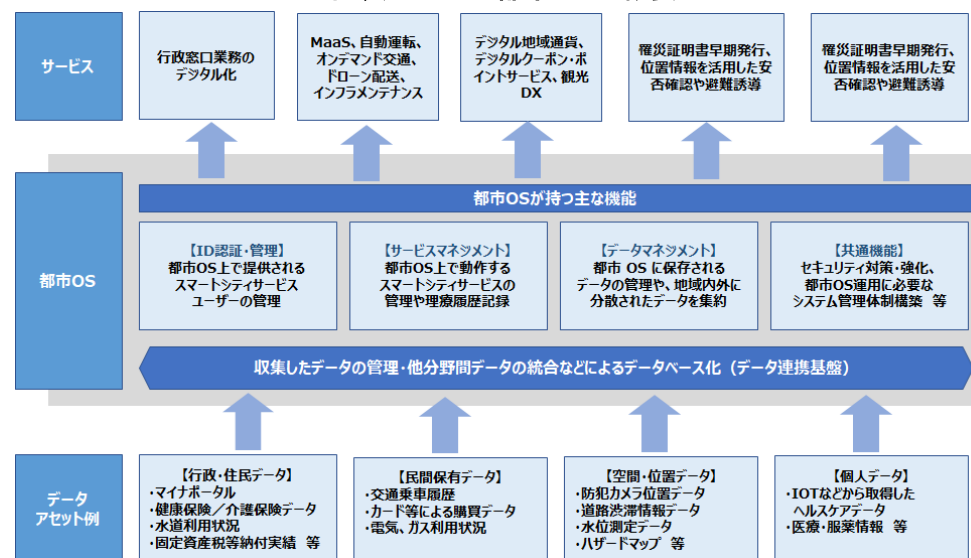 サービス
行政窓口業務の
デジタル化
MaaS、自動運転、
オンデマンド交通、
ドローン配送、
インフラメンテナンス
デジタル地域通貨、
デジタルクーポン・ポ
イントサービス、観光
DX
罹災証明書早期発行、
位置情報を活用した安
否確認や避難誘導
罹災証明書早期発行、
位置情報を活用した安
否確認や避難誘導
都市OS
都市OSが持つ主な機能
【ID認証・管理】
都市OS上で提供される
スマートシティサービス
ユーザーの管理
【サービスマネジメント】
都市OS上で動作する
スマートシティサービスの
管理や理療履歴記録
【データマネジメント】
都市 OS に保存される
データの管理や、地域内外に
分散されたデータを集約
【共通機能】
セキュリティ対策・強化、
都市OS運用に必要な
システム管理体制構築 等
収集したデータの管理・他分野間データの統合などによるデータベース化（データ連携基盤）
データ
アセット例
【行政・住民データ】
・マイナポータル
・健康保険／介護保険データ
・水道利用状況
・固定資産税等納付実績 等
【民間保有データ】
・交通乗車履歴
・カード等による購買データ
・電気、ガス利用状況
【空間・位置データ】
・防犯カメラ位置データ
・道路渋滞情報データ
・水位測定データ
・ハザードマップ 等
【個人データ】
・IOTなどから取得した
ヘルスケアデータ
・医療・服薬情報 等